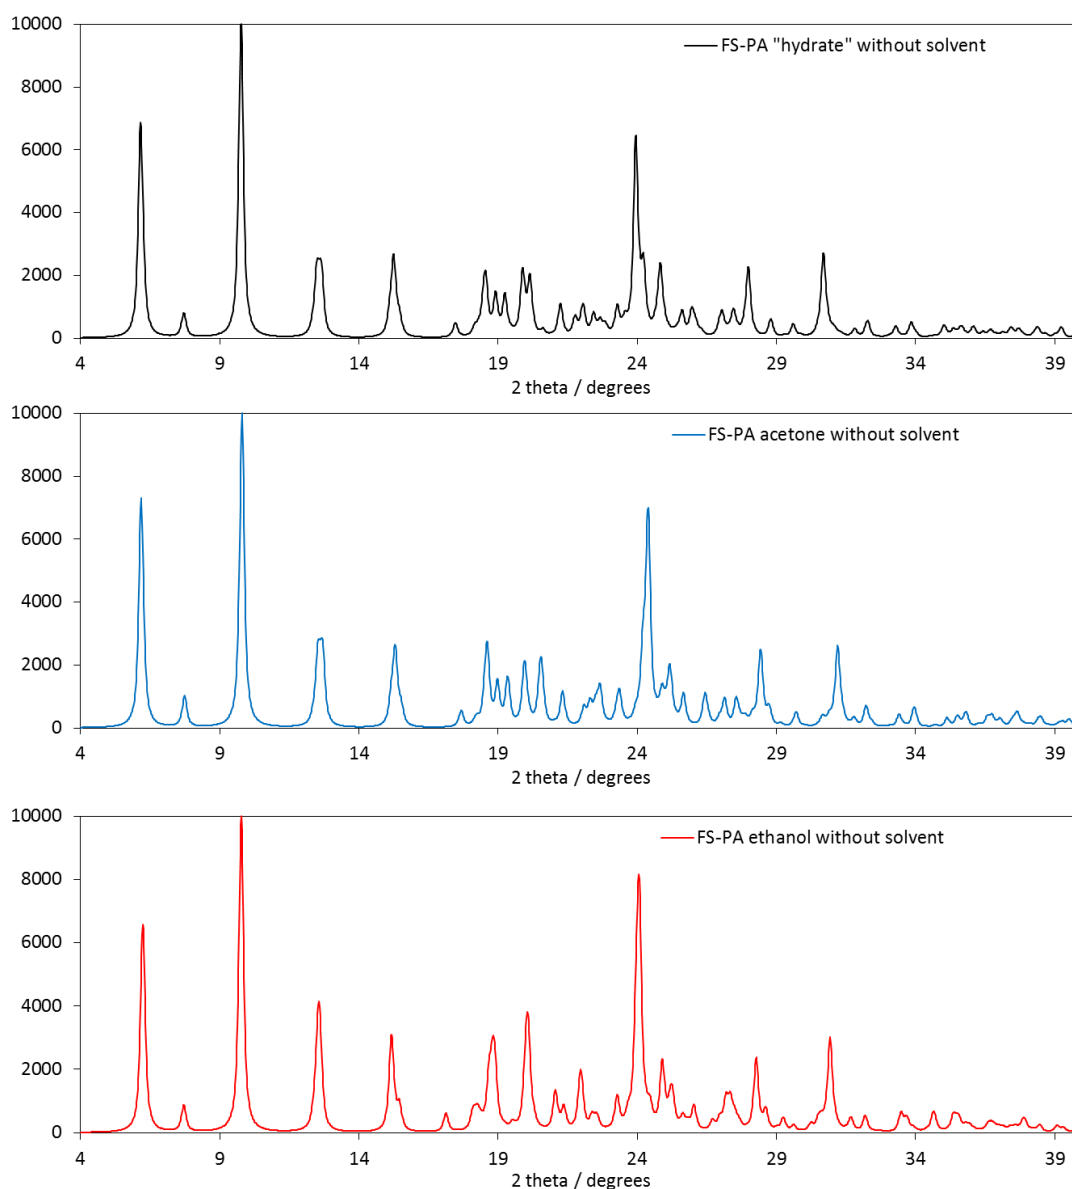 10000
FS-PA "hydrate" without solvent
8000
6000
4000
2000
0
4 9 14 19 24 29 34 39
2 theta / degrees
10000
FS-PA acetone without solvent
8000
6000
4000
2000
0
4 9 14 19 24 29 34 39
2 theta / degrees
10000
FS-PA ethanol without solvent
8000
6000
4000
2000
0
4 9 14 19 24 29 34 39
2 theta / degrees